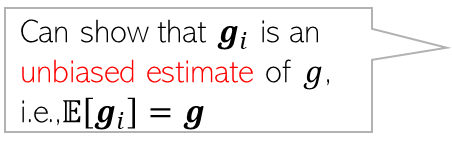 Can show that 𝒈ᵢ is an
unbiased estimate of 𝑔,
i.e.,𝔼[𝒈ᵢ] = 𝒈